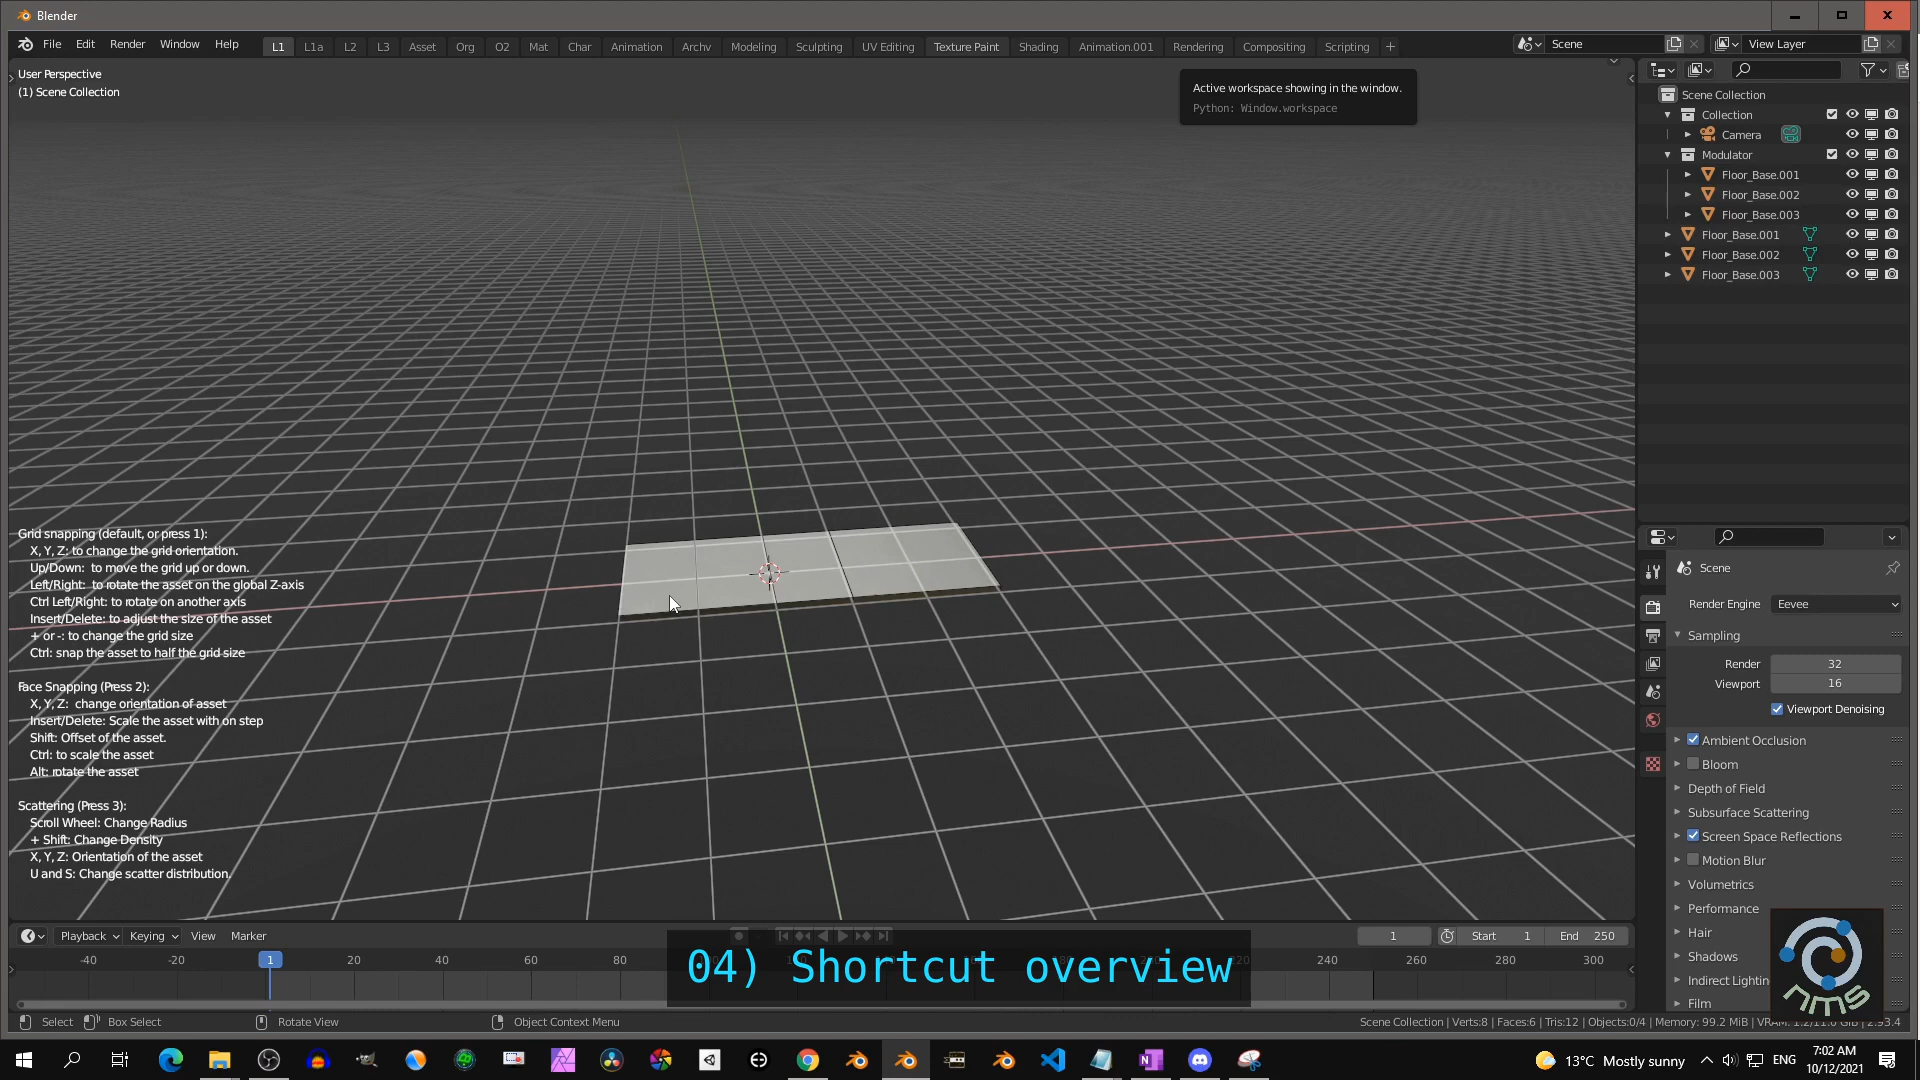 Blender
File Edit Render Window Help L1 L1a L2 L3 Asset Org O2 Mat Char Animation Archv Modeling Sculpting UV Editing Texture Paint Shading Animation.001 Rendering Compositing Scripting + Scene View Layer
User Perspective
(1) Scene Collection
Active workspace showing in the window.
Python: Window.workspace
Scene Collection
Collection
Camera
Modulator
Floor_Base.001
Floor_Base.002
Floor_Base.003
Floor_Base.001
Floor_Base.002
Floor_Base.003
Grid snapping (default, or press 1):
X, Y, Z: to change the grid orientation.
Up/Down: to move the grid up or down.
Left/Right: to rotate the asset on the global Z-axis
Ctrl Left/Right: to rotate on another axis
Insert/Delete: to adjust the size of the asset
+ or -: to change the grid size
Ctrl: snap the asset to half the grid size
Face Snapping (Press 2):
X, Y, Z: change orientation of asset
Insert/Delete: Scale the asset with on step
Shift: Offset of the asset.
Ctrl: to scale the asset
Alt: rotate the asset
Scattering (Press 3):
Scroll Wheel: Change Radius
+ Shift: Change Density
X, Y, Z: Orientation of the asset
U and S: Change scatter distribution.
Scene
Render Engine Eevee
Sampling
Render 32
Viewport 16
Viewport Denoising
Ambient Occlusion
Bloom
Depth of Field
Subsurface Scattering
Screen Space Reflections
Motion Blur
Volumetrics
Performance
Hair
Shadows
Indirect Lightin
Film
nms
Playback Keying View Marker
1 Start 1 End 250
-40 -20 1 20 40 60 80 240 260 280 300
04) Shortcut overview
Select Box Select Rotate View Object Context Menu
Scene Collection | Verts:8 | Faces:6 | Tris:12 | Objects:0/4 | Memory: 99.2 MiB | VRAM: 1.2/11.0 GiB | 2.93.4
13°C Mostly sunny ENG 7:02 AM
10/12/2021